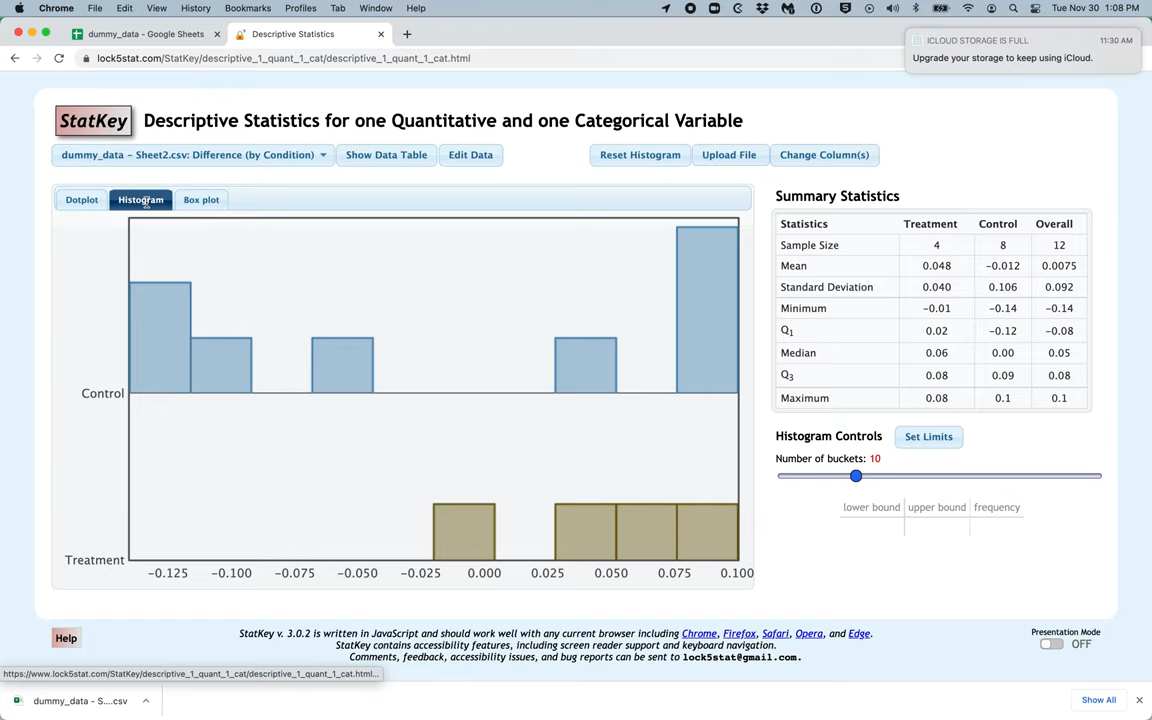 Chrome File Edit View History Bookmarks Profiles Tab Window Help Tue Nov 30 1:08 PM
dummy_data - Google Sheets Descriptive Statistics
lock5stat.com/StatKey/descriptive_1_quant_1_cat/descriptive_1_quant_1_cat.html
ICLOUD STORAGE IS FULL 11:30 AM
Upgrade your storage to keep using iCloud.
StatKey Descriptive Statistics for one Quantitative and one Categorical Variable
dummy_data - Sheet2.csv: Difference (by Condition) Show Data Table Edit Data Reset Histogram Upload File Change Column(s)
Dotplot Histogram Box plot
Control
Treatment
-0.125 -0.100 -0.075 -0.050 -0.025 0.000 0.025 0.050 0.075 0.100
Summary Statistics
Statistics Treatment Control Overall
Sample Size 4 8 12
Mean 0.048 -0.012 0.0075
Standard Deviation 0.040 0.106 0.092
Minimum -0.01 -0.14 -0.14
Q1 0.02 -0.12 -0.08
Median 0.06 0.00 0.05
Q3 0.08 0.09 0.08
Maximum 0.08 0.1 0.1
Histogram Controls Set Limits
Number of buckets: 10
lower bound upper bound frequency
Help
StatKey v. 3.0.2 is written in JavaScript and should work well with any current browser including Chrome, Firefox, Safari, Opera, and Edge.
StatKey contains accessibility features, including screen reader support and keyboard navigation.
Comments, feedback, accessibility issues, and bug reports can be sent to lock5stat@gmail.com.
Presentation Mode
OFF
https://www.lock5stat.com/StatKey/descriptive_1_quant_1_cat/descriptive_1_quant_1_cat.html...
dummy_data - S....csv Show All